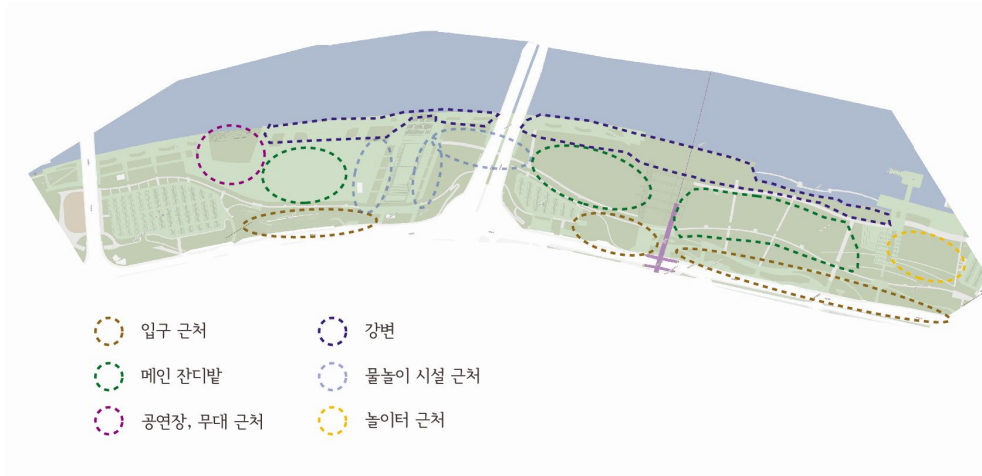 입구 근처
강변
메인 잔디밭
물놀이 시설 근처
공연장, 무대 근처
놀이터 근처